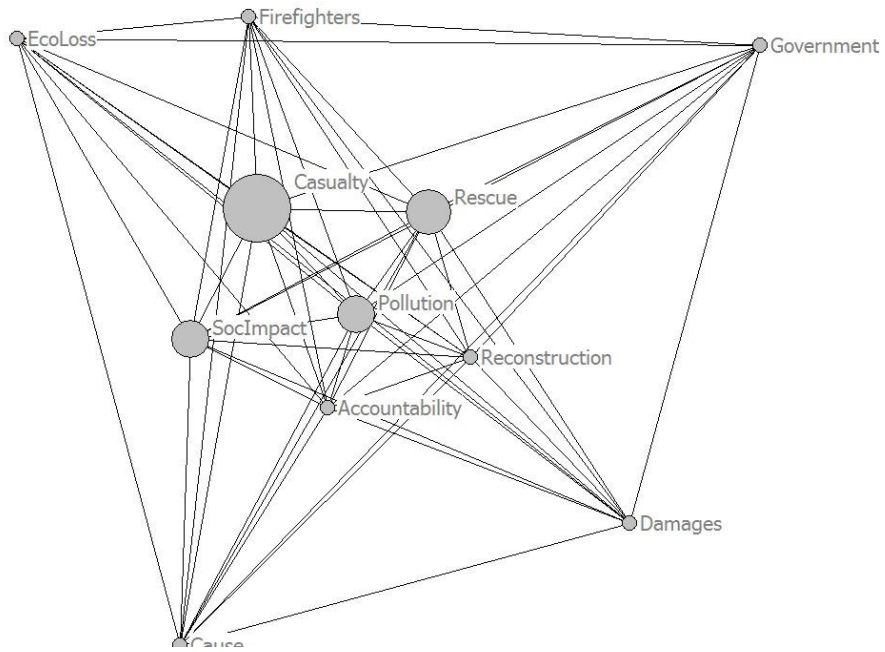 Firefighters
EcoLoss
Government
Casualty
Rescue
Pollution
SocImpact
Reconstruction
Accountability
Damages
Cause